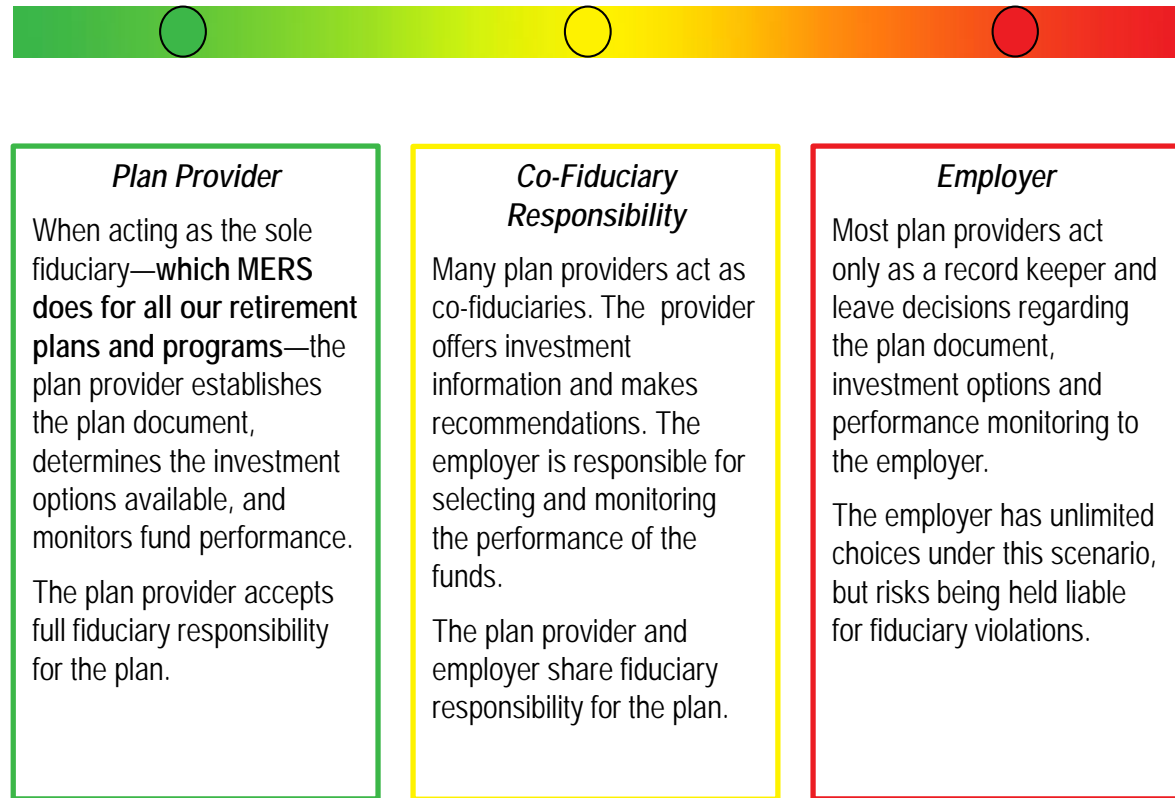 Plan Provider
When acting as the sole
fiduciary—which MERS
does for all our retirement
plans and programs—the
plan provider establishes
the plan document,
determines the investment
options available, and
monitors fund performance.
The plan provider accepts
full fiduciary responsibility
for the plan.
Co-Fiduciary
Responsibility
Many plan providers act as
co-fiduciaries. The  provider
offers investment
information and makes
recommendations. The
employer is responsible for
selecting and monitoring
the performance of the
funds.
The plan provider and
employer share fiduciary
responsibility for the plan.
Employer
Most plan providers act
only as a record keeper and
leave decisions regarding
the plan document,
investment options and
performance monitoring to
the employer.
The employer has unlimited
choices under this scenario,
but risks being held liable
for fiduciary violations.